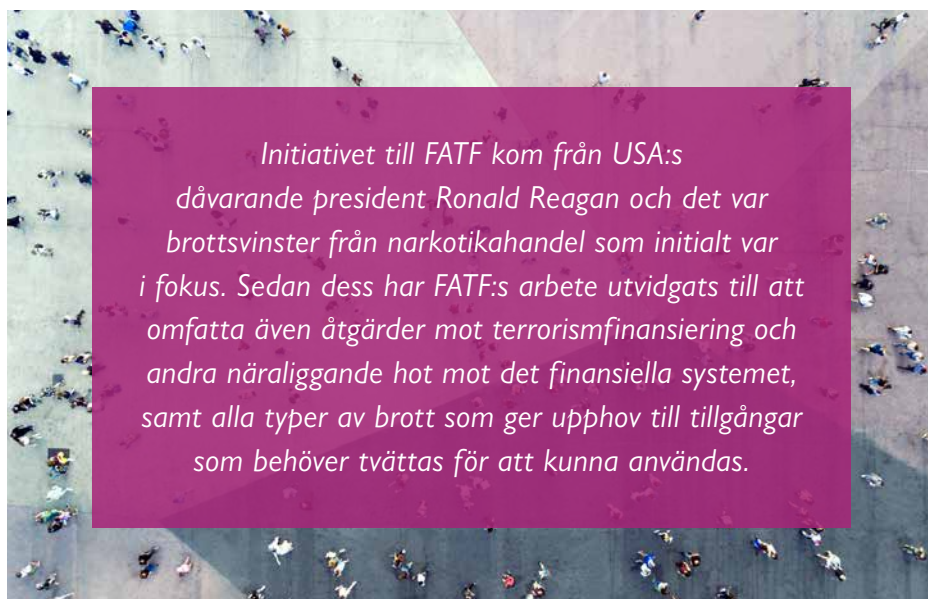 Initiativet till FATF kom från USA:s
dåvarande president Ronald Reagan och det var
brottsvinster från narkotikahandel som initialt var
i fokus. Sedan dess har FATF:s arbete utvidgats till att
omfatta även åtgärder mot terrorismfinansiering och
andra näraliggande hot mot det finansiella systemet,
samt alla typer av brott som ger upphov till tillgångar
som behöver tvättas för att kunna användas.